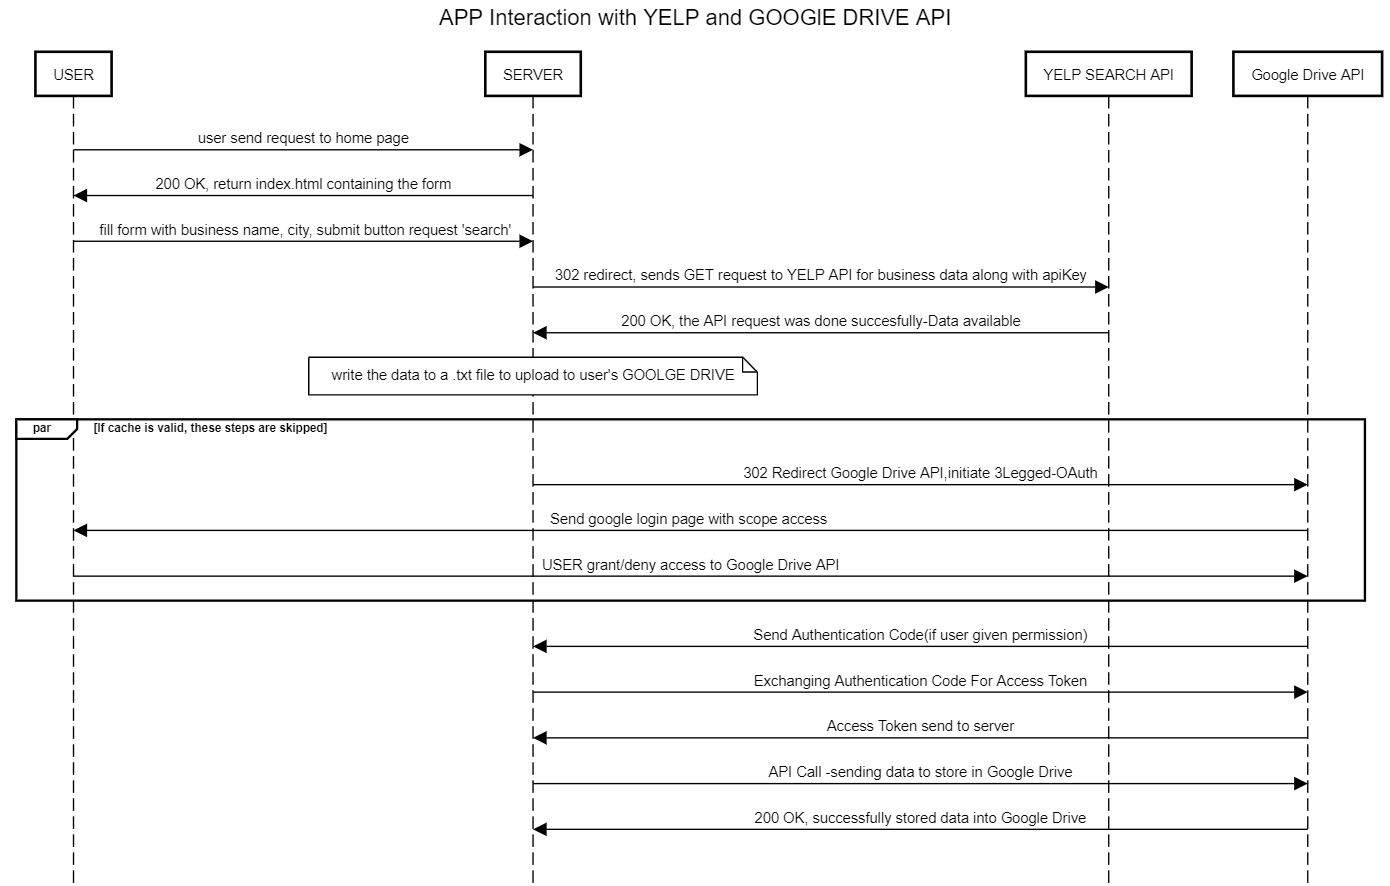 APP Interaction with YELP and GOOGlE DRIVE API
USER
SERVER
YELP SEARCH API
Google Drive API
user send request to home page
200 OK, return index.html containing the form
fill form with business name, city, submit button request 'search'
302 redirect, sends GET request to YELP API for business data along with apiKey
200 OK, the API request was done succesfully-Data available
write the data to a .txt file to upload to user's GOOLGE DRIVE
par
[If cache is valid, these steps are skipped]
302 Redirect Google Drive API,initiate 3Legged-OAuth
Send google login page with scope access
USER grant/deny access to Google Drive API
Send Authentication Code(if user given permission)
Exchanging Authentication Code For Access Token
Access Token send to server
API Call -sending data to store in Google Drive
200 OK, successfully stored data into Google Drive